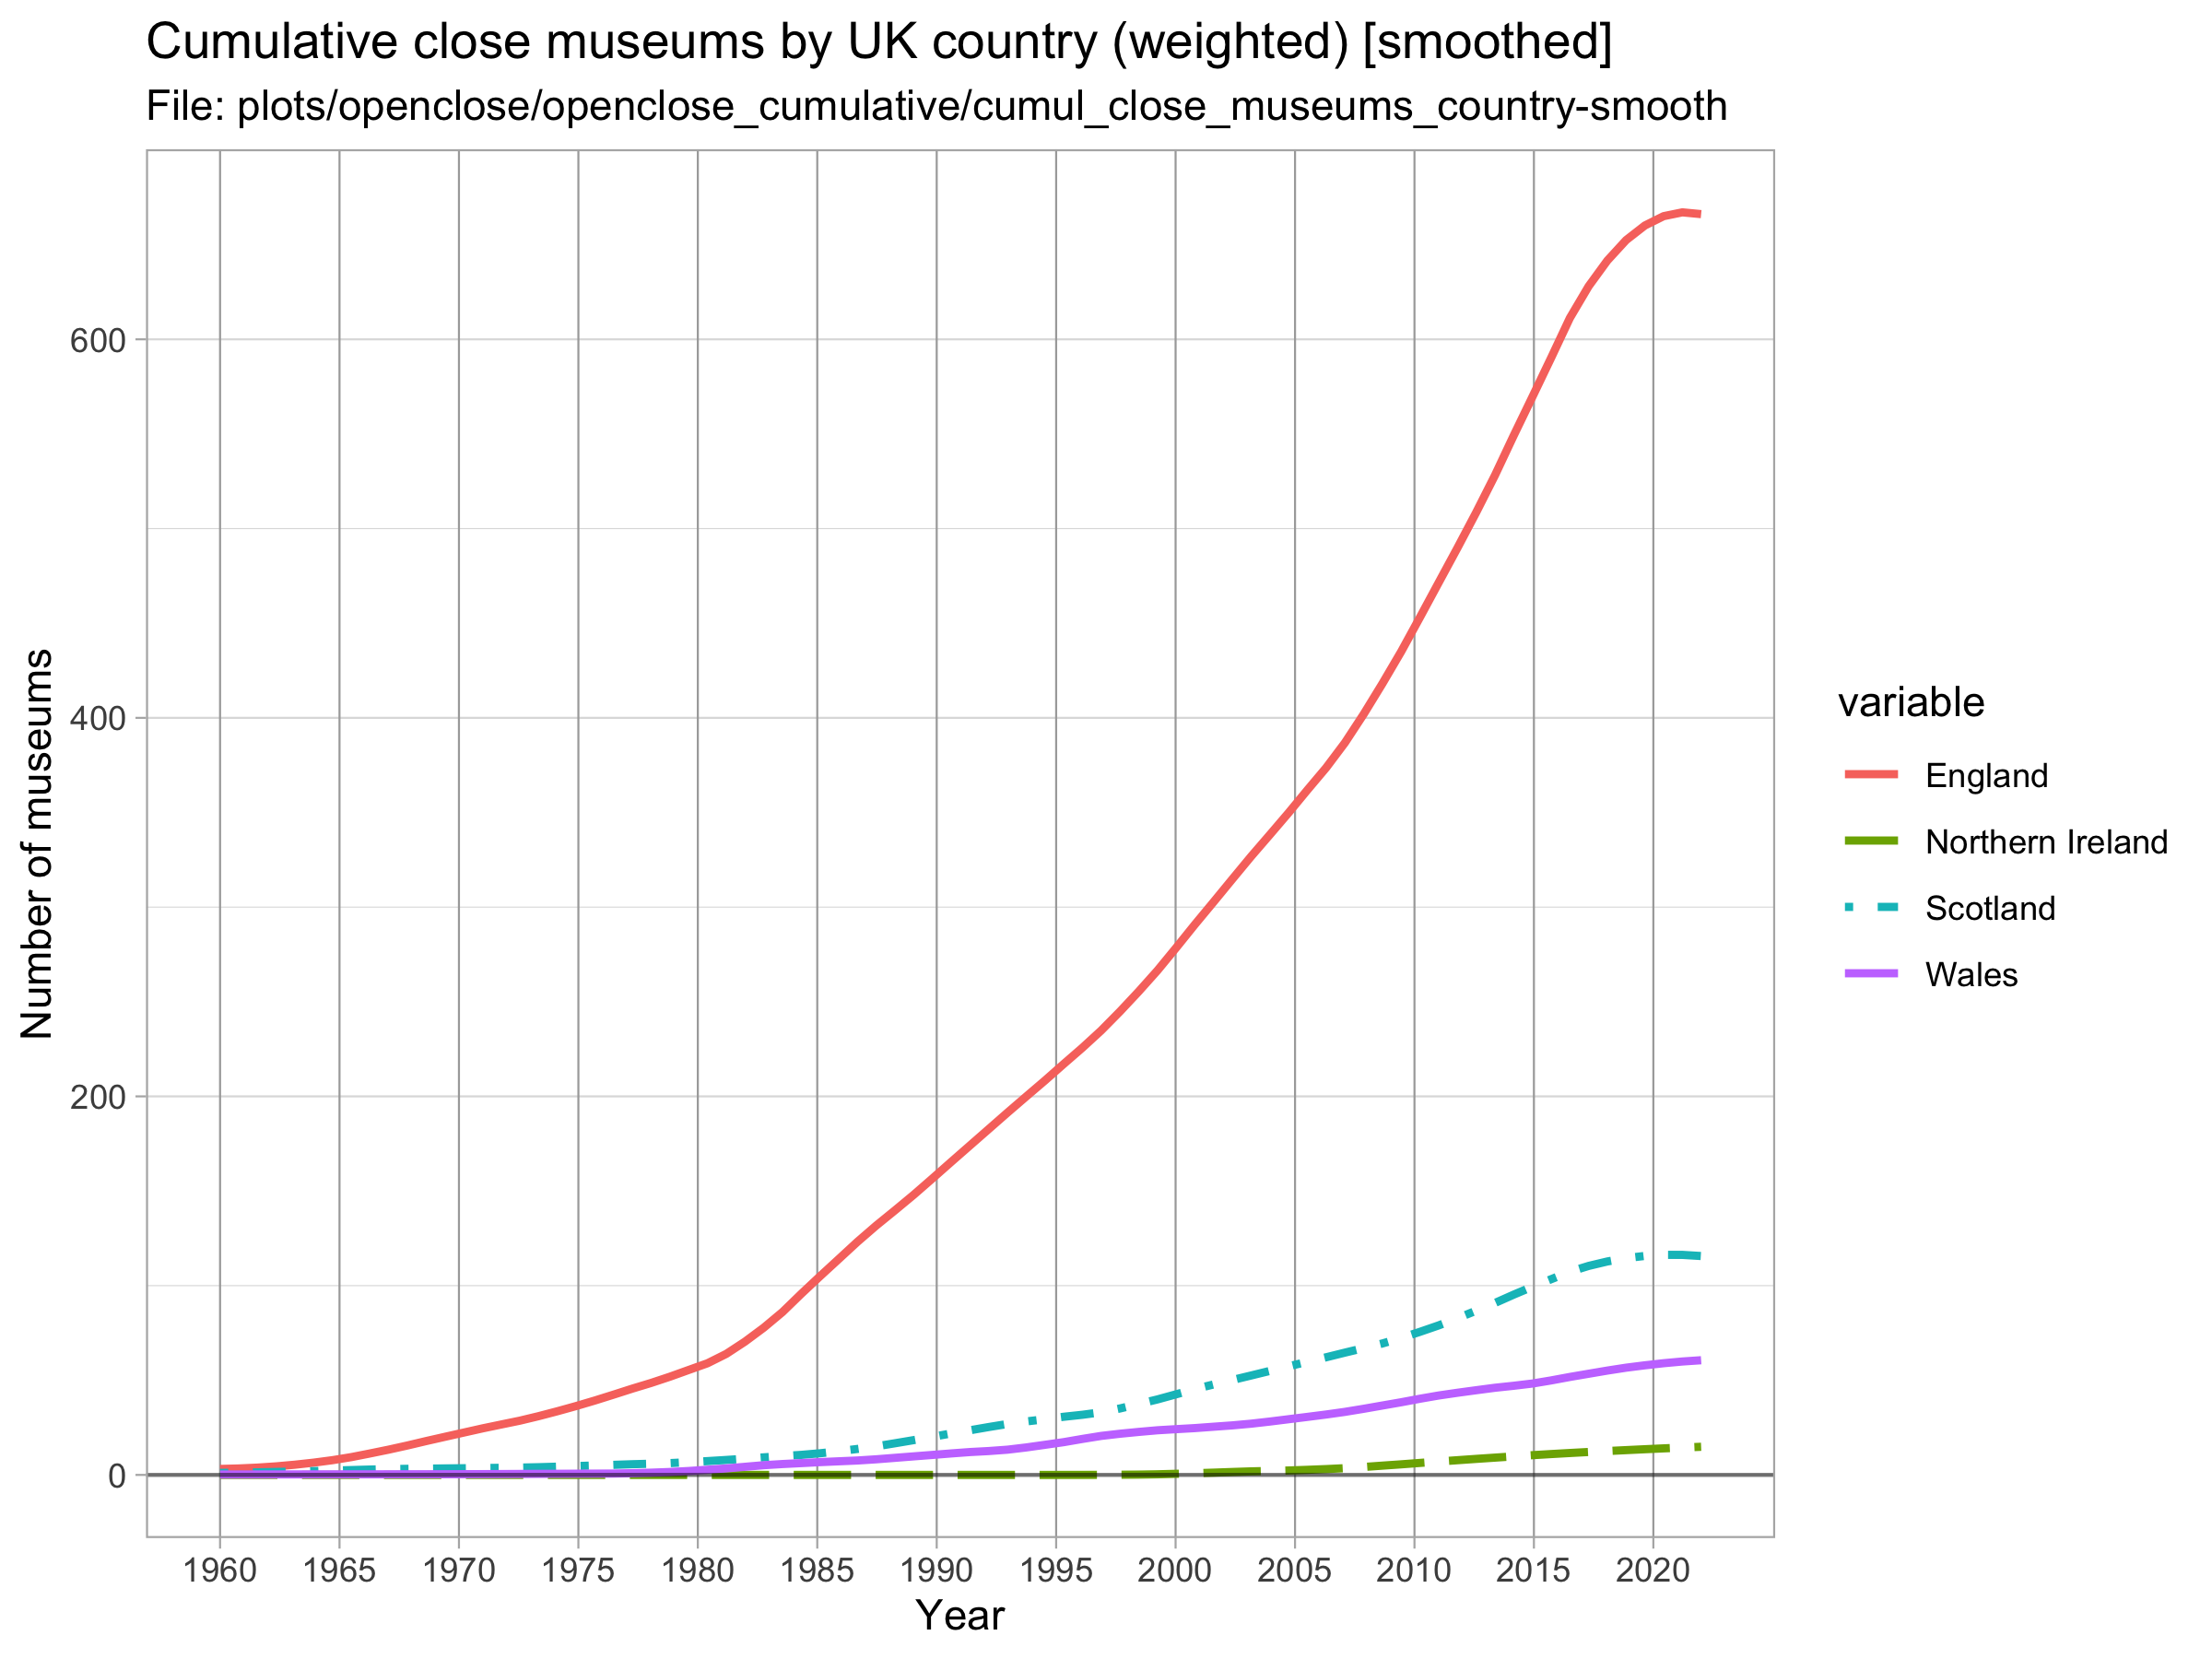 Cumulative close museums by UK country (weighted) [smoothed]
File: plots/openclose/openclose_cumulative/cumul_close_museums_country-smooth
Number of museums
600
400
200
0
1960 1965 1970 1975 1980 1985 1990 1995 2000 2005 2010 2015 2020
Year
variable
England
Northern Ireland
Scotland
Wales